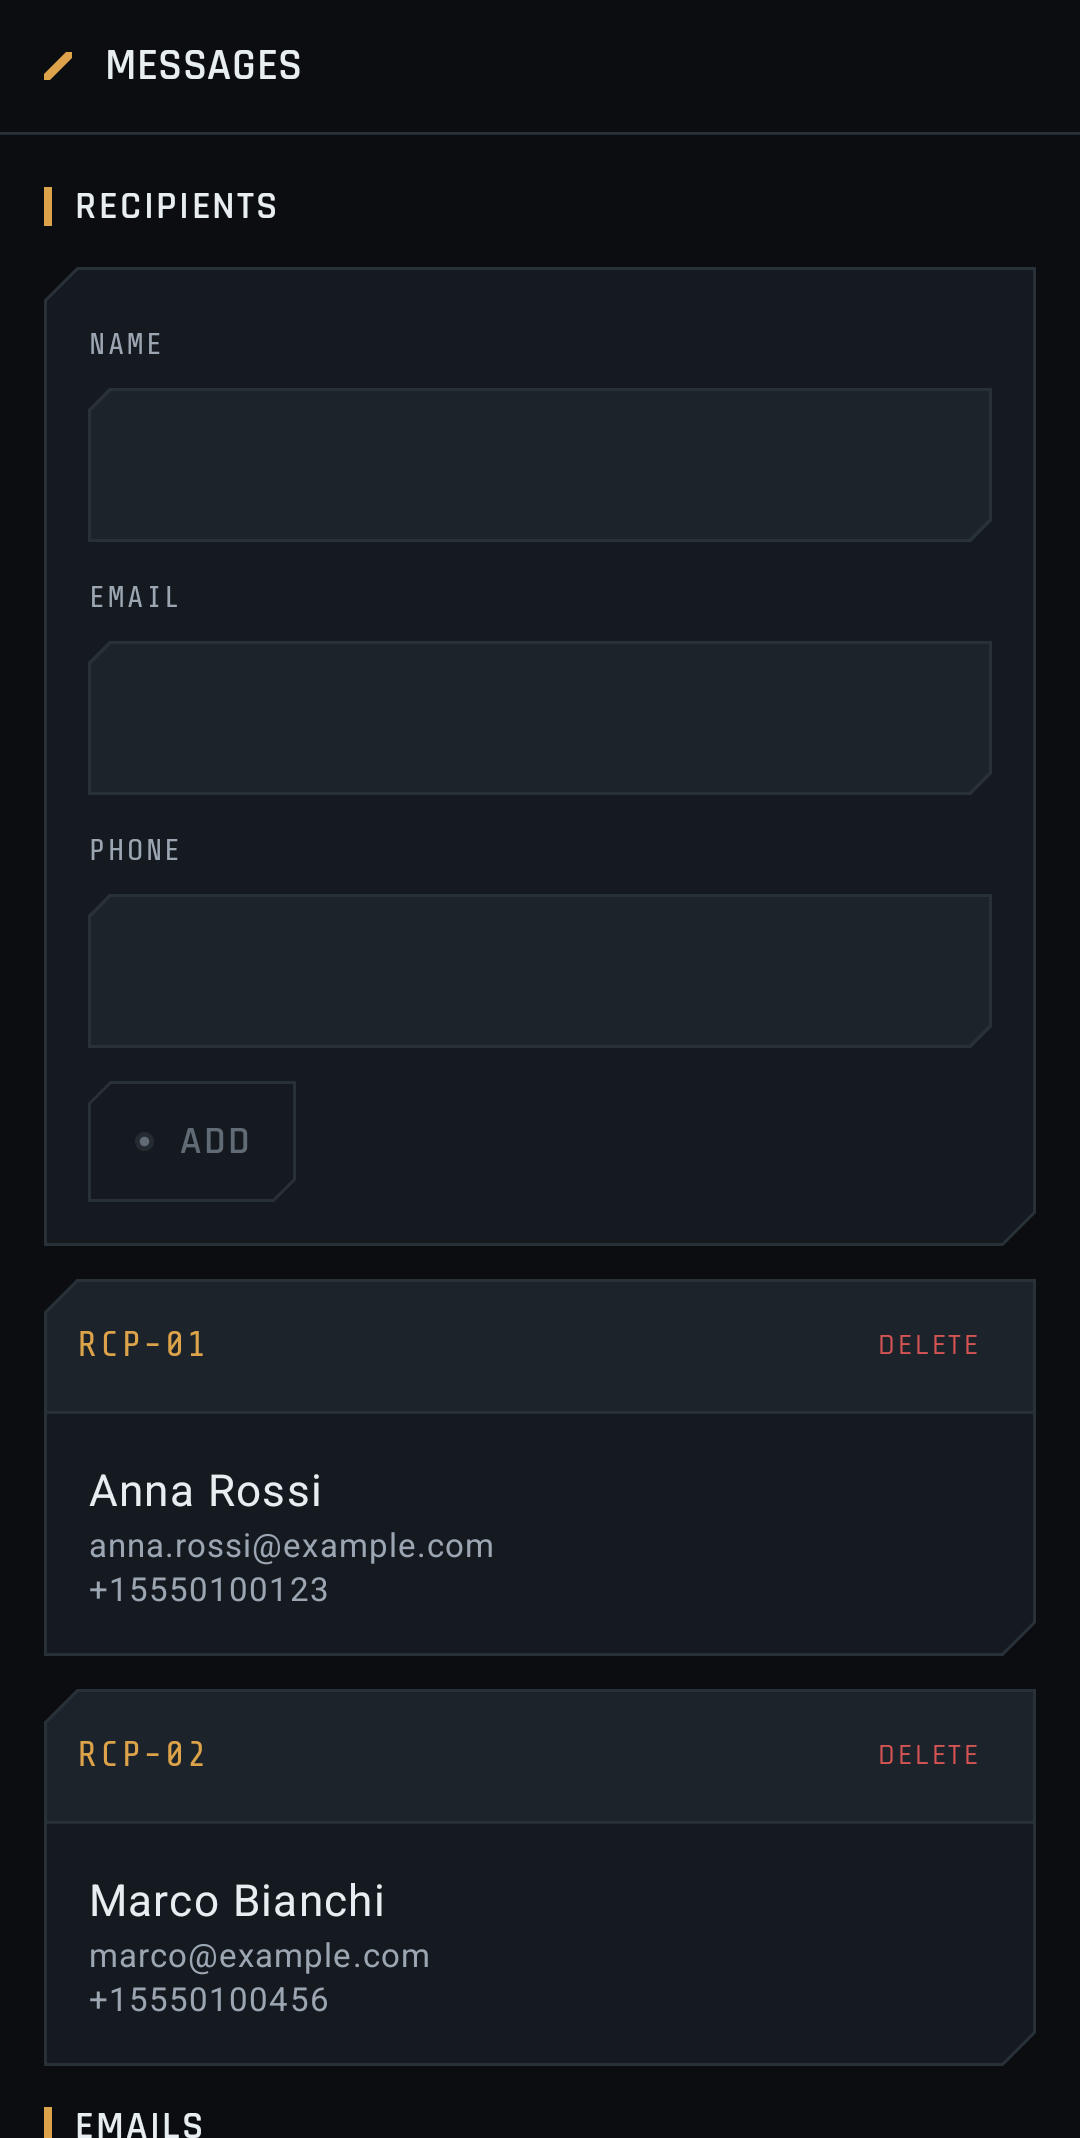 MESSAGES
RECIPIENTS
NAME
EMAIL
PHONE
ADD
RCP-01
DELETE
Anna Rossi
anna.rossi@example.com
+15550100123
RCP-02
DELETE
Marco Bianchi
marco@example.com
+15550100456
EMAILS